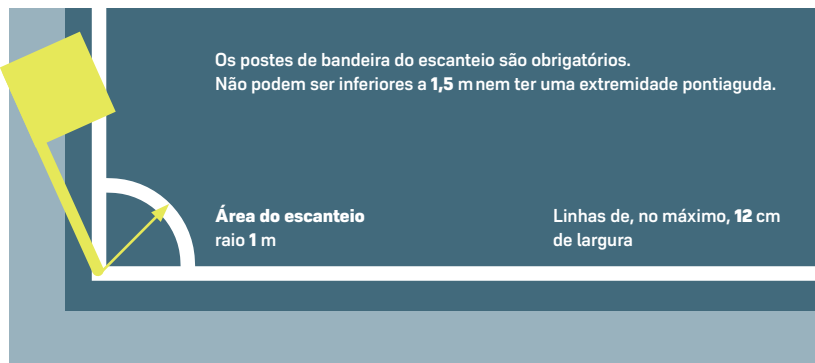 Os postes de bandeira do escanteio são obrigatórios.
Não podem ser inferiores a 1,5 m nem ter uma extremidade pontiaguda.
Área do escanteio
raio 1 m
Linhas de, no máximo, 12 cm
de largura